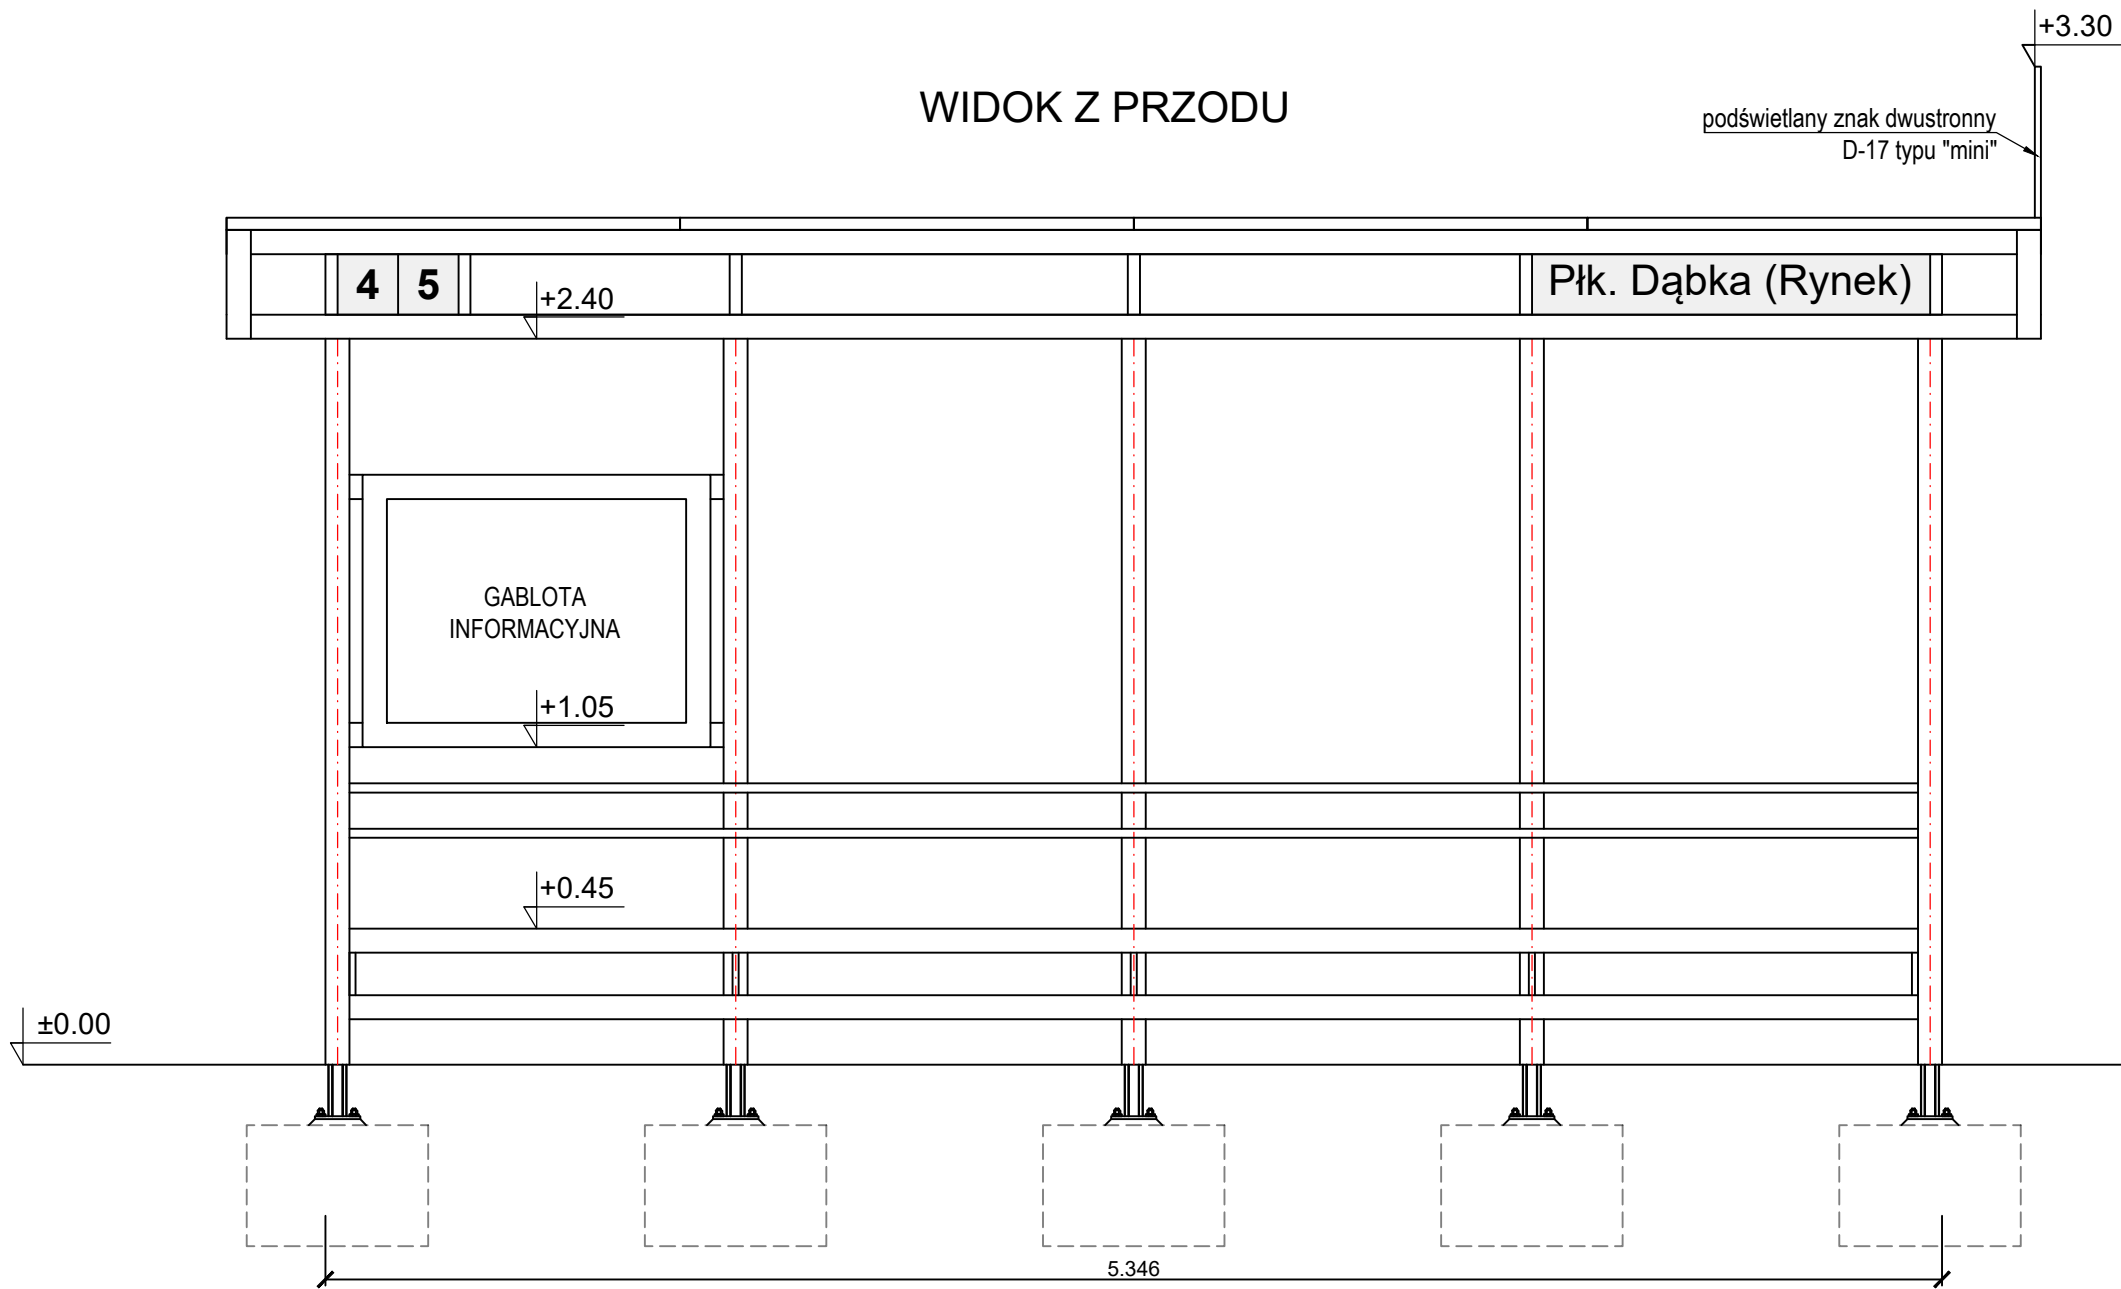 +3.30
WIDOK Z PRZODU
podświetlany znak dwustronny
D-17 typu "mini"
4 5
+2.40
Płk. Dąbka (Rynek)
GABLOTA
INFORMACYJNA
+1.05
+0.45
±0.00
5.346